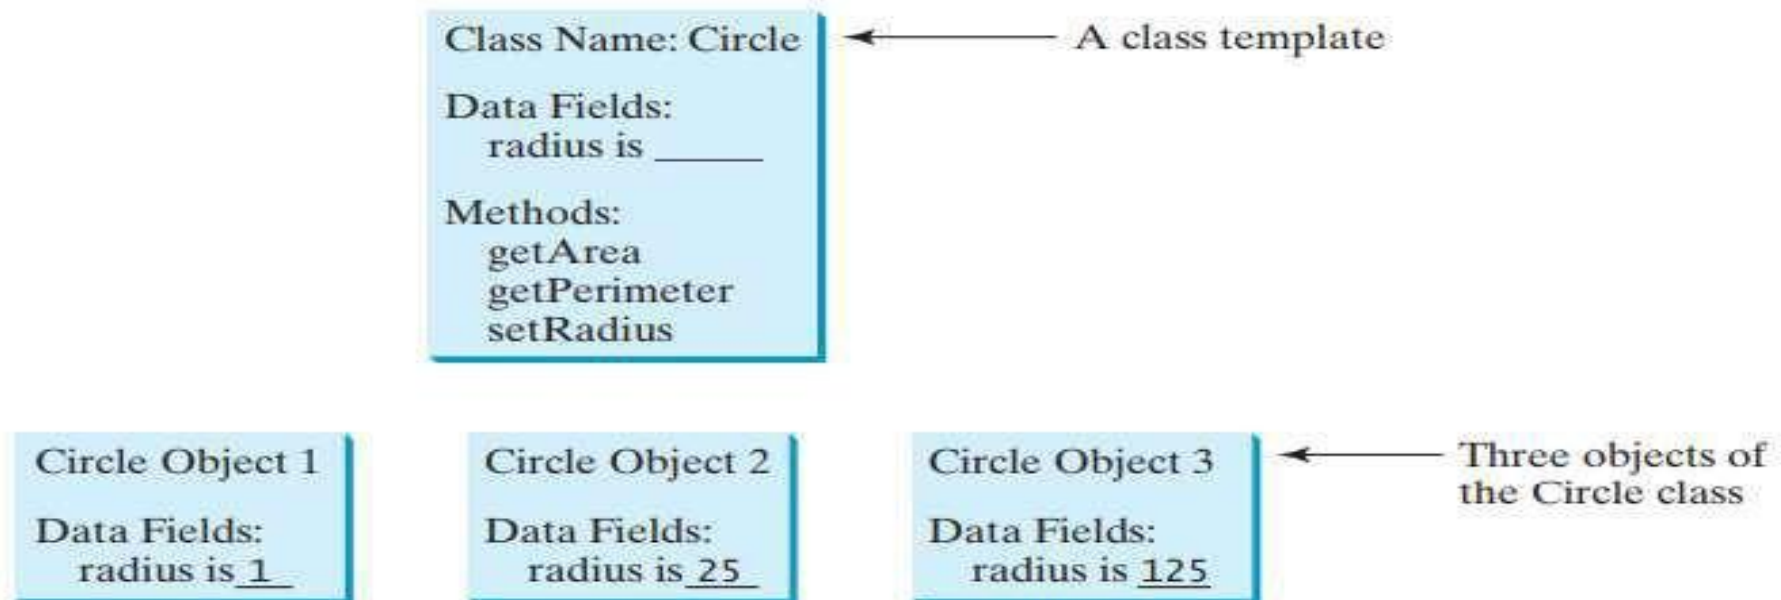 Class Name: Circle
A class template
Data Fields:
radius is _____
Methods:
getArea
getPerimeter
setRadius
Circle Object 1
Data Fields:
radius is 1
Circle Object 2
Data Fields:
radius is 25
Circle Object 3
Data Fields:
radius is 125
Three objects of
the Circle class